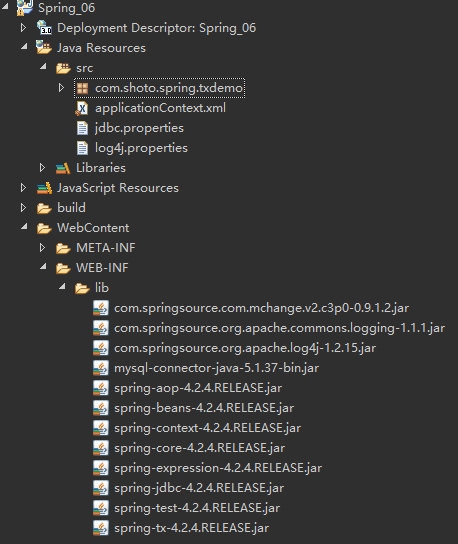 Spring_06
Deployment Descriptor: Spring_06
Java Resources
src
com.shoto.spring.txdemo
applicationContext.xml
jdbc.properties
log4j.properties
Libraries
JavaScript Resources
build
WebContent
META-INF
WEB-INF
lib
com.springsource.com.mchange.v2.c3p0-0.9.1.2.jar
com.springsource.org.apache.commons.logging-1.1.1.jar
com.springsource.org.apache.log4j-1.2.15.jar
mysql-connector-java-5.1.37-bin.jar
spring-aop-4.2.4.RELEASE.jar
spring-beans-4.2.4.RELEASE.jar
spring-context-4.2.4.RELEASE.jar
spring-core-4.2.4.RELEASE.jar
spring-expression-4.2.4.RELEASE.jar
spring-jdbc-4.2.4.RELEASE.jar
spring-test-4.2.4.RELEASE.jar
spring-tx-4.2.4.RELEASE.jar